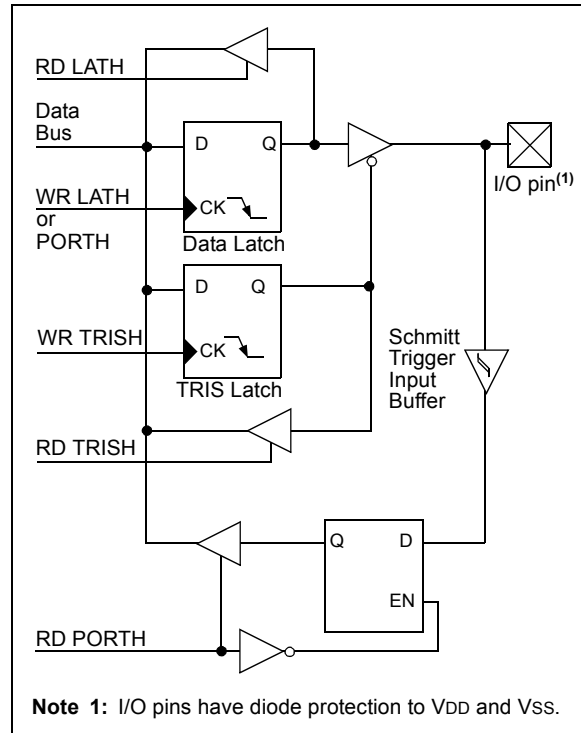 RD LATH
Data
Bus
D Q
I/O pin(1)
WR LATH
or
PORTH
CK
Data Latch
D Q
WR TRISH
CK
TRIS Latch
Schmitt
Trigger
Input
Buffer
RD TRISH
Q D
EN
RD PORTH
Note 1: I/O pins have diode protection to VDD and VSS.